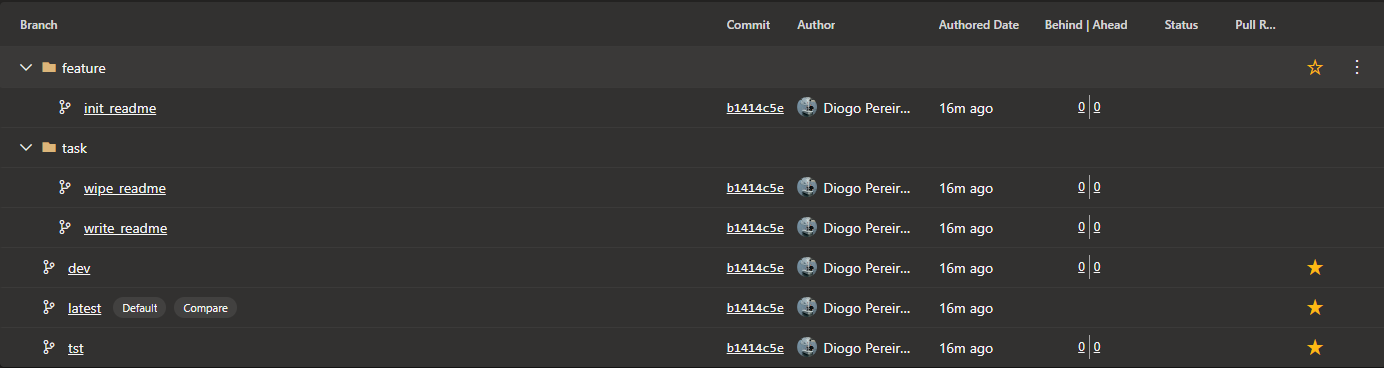 Branch Commit Author Authored Date Behind | Ahead Status Pull R...
feature
init_readme b1414c5e Diogo Pereir... 16m ago 0 0
task
wipe_readme b1414c5e Diogo Pereir... 16m ago 0 0
write_readme b1414c5e Diogo Pereir... 16m ago 0 0
dev b1414c5e Diogo Pereir... 16m ago 0 0
latest Default Compare b1414c5e Diogo Pereir... 16m ago
tst b1414c5e Diogo Pereir... 16m ago 0 0